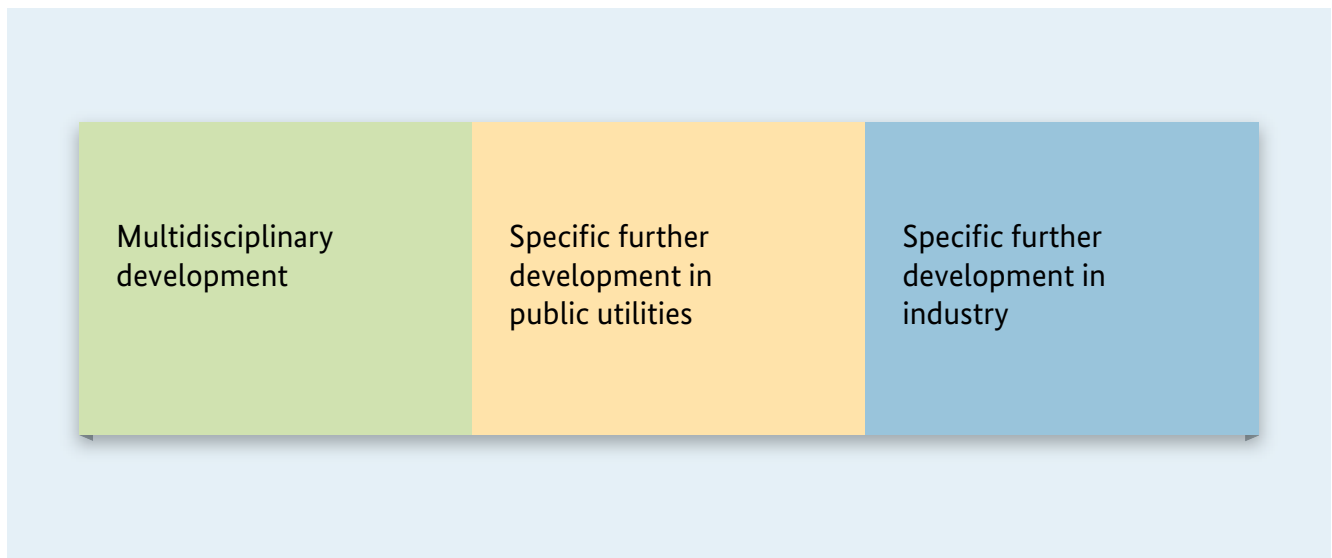 Multidisciplinary
development
Specific further
development in
public utilities
Specific further
development in
industry